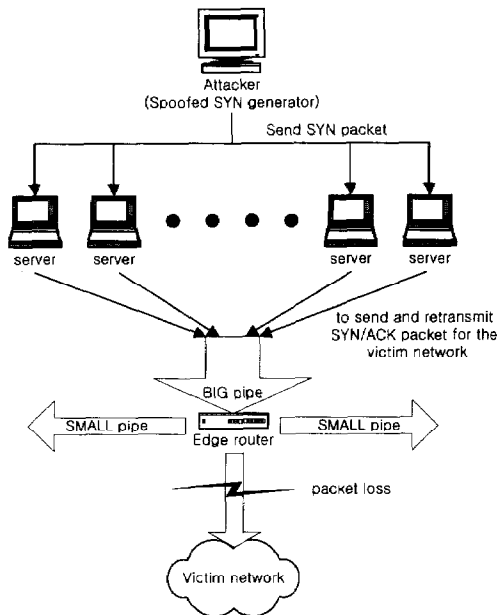 Attacker
(Spoofed SYN generator)
Send SYN packet
server
server
server
server
to send and retransmit
SYN/ACK packet for the
victim network
BIG pipe
SMALL pipe
SMALL pipe
Edge router
packet loss
Victim network